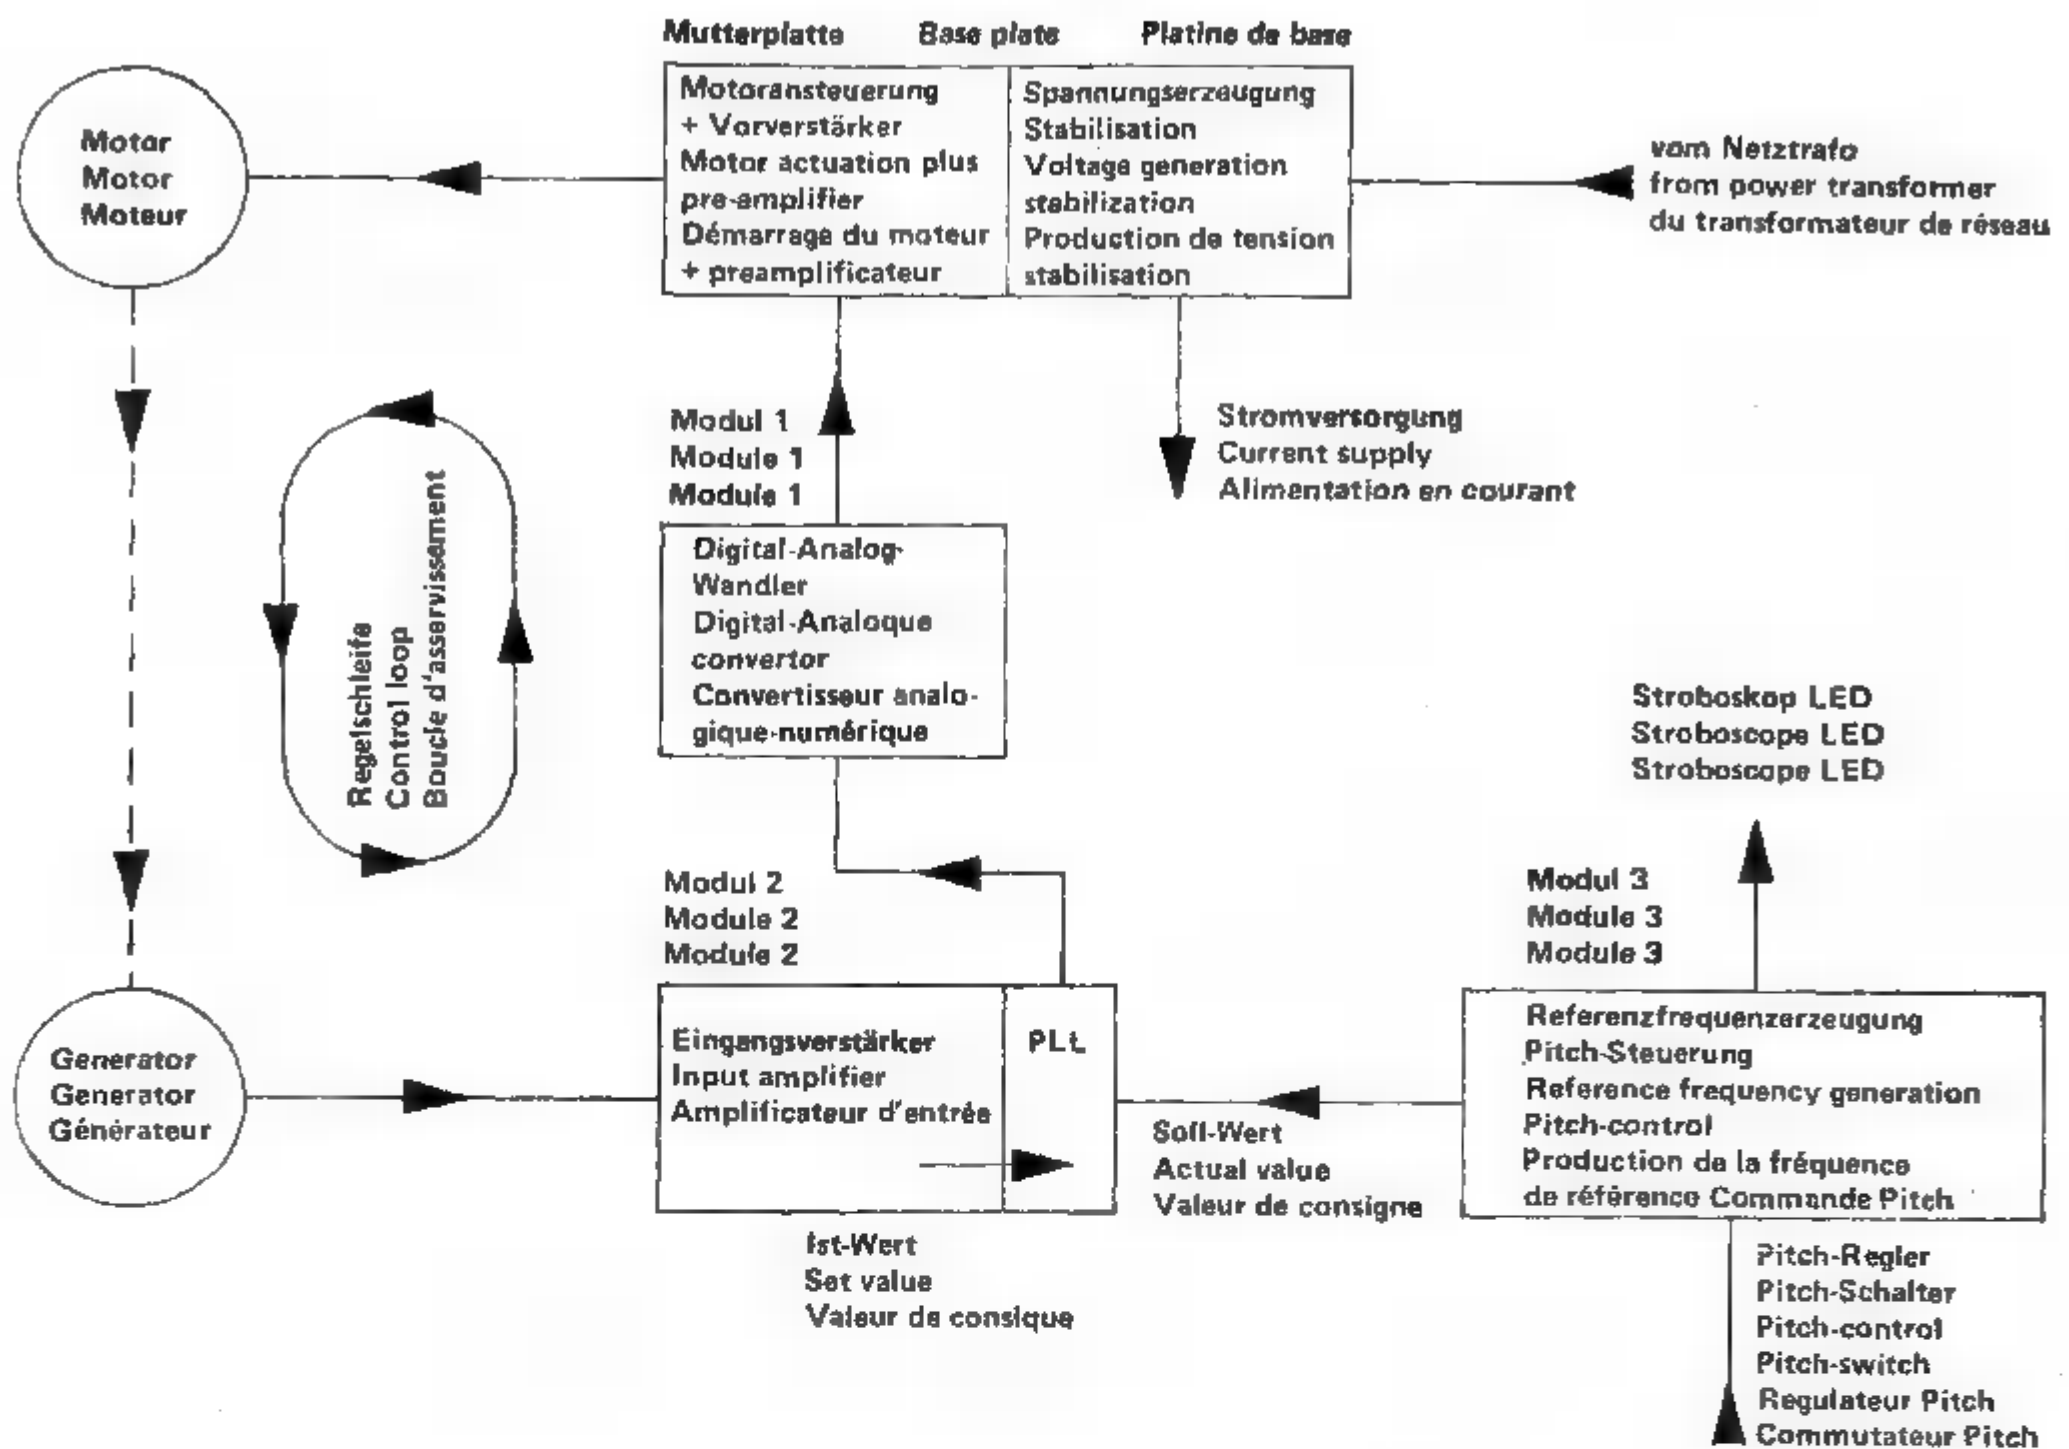 Mutterplatte Base plate Platine de base
Motor
Motor
Moteur
Motoransteuerung
+ Vorverstärker
Motor actuation plus
pre-amplifier
Démarrage du moteur
+ preamplificateur
Spannungserzeugung
Stabilisation
Voltage generation
stabilization
Production de tension
stabilisation
vom Netztrafo
from power transformer
du transformateur de réseau
Stromversorgung
Current supply
Alimentation en courant
Modul 1
Module 1
Module 1
Digital-Analog-
Wandler
Digital-Analoque
convertor
Convertisseur analo-
gique-numérique
Regelschleife
Control loop
Boucle d'asservissement
Stroboskop LED
Stroboscope LED
Stroboscope LED
Modul 2
Module 2
Module 2
Modul 3
Module 3
Module 3
Generator
Generator
Générateur
Eingangsverstärker
Input amplifier
Amplificateur d'entrée
PLL
Soll-Wert
Actual value
Valeur de consigne
Referenzfrequenzerzeugung
Pitch-Steuerung
Reference frequency generation
Pitch-control
Production de la fréquence
de référence Commande Pitch
Ist-Wert
Set value
Valeur de consique
Pitch-Regler
Pitch-Schalter
Pitch-control
Pitch-switch
Regulateur Pitch
Commutateur Pitch